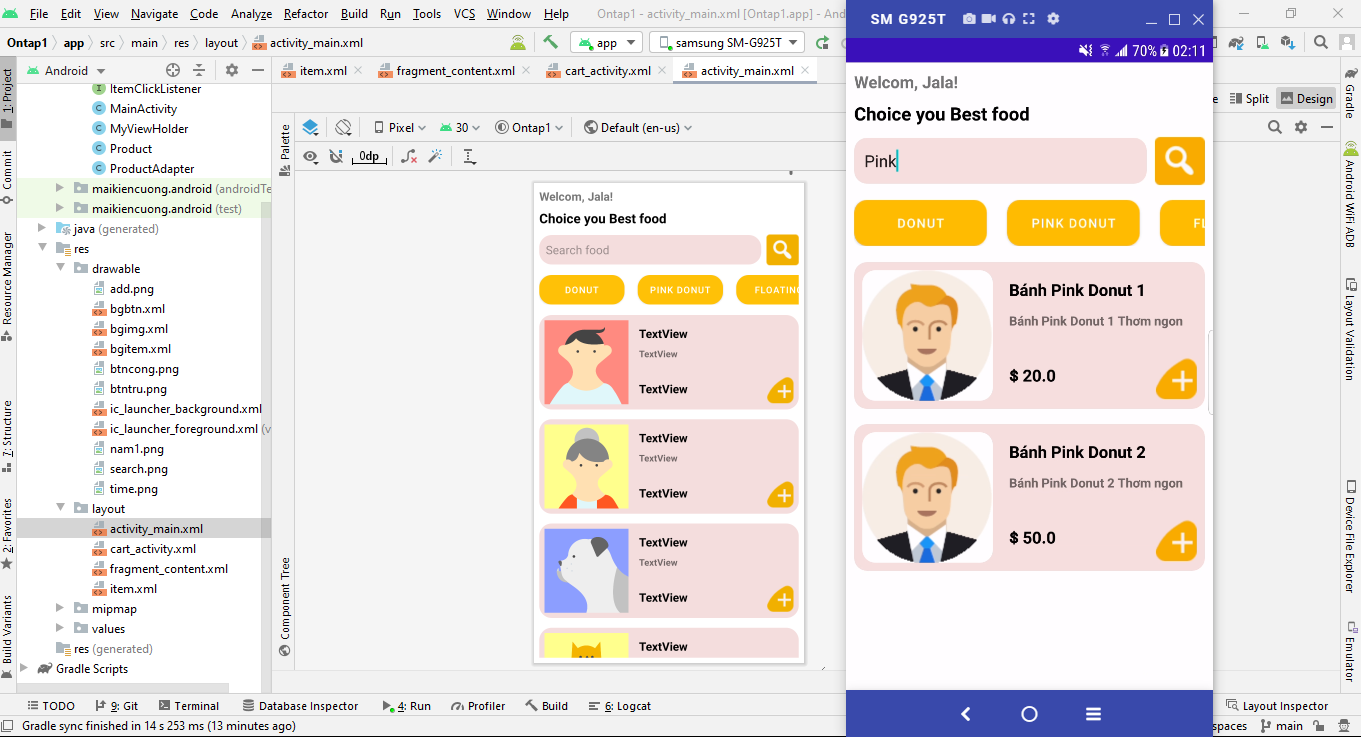 File Edit View Navigate Code Analyze Refactor Build Run Tools VCS Window Help Ontap1 - activity_main.xml [Ontap1.app] - And
Ontap1 app src main res layout activity_main.xml app samsung SM-G925T
Android
item.xml fragment_content.xml cart_activity.xml activity_main.xml
Split Design
Pixel 30 Ontap1 Default (en-us)
0dp
1: Project
Commit
Resource Manager
7: Structure
2: Favorites
Build Variants
ItemClickListener
MainActivity
MyViewHolder
Product
ProductAdapter
maikiencuong.android (androidTe
maikiencuong.android (test)
java (generated)
res
drawable
add.png
bgbtn.xml
bgimg.xml
bgitem.xml
btncong.png
btntru.png
ic_launcher_background.xml
ic_launcher_foreground.xml (v
nam1.png
search.png
time.png
layout
activity_main.xml
cart_activity.xml
fragment_content.xml
item.xml
mipmap
values
res (generated)
Gradle Scripts
Palette
Component Tree
Welcom, Jala!
Choice you Best food
Search food
DONUT PINK DONUT FLOATIN
TextView
TextView
TextView
TextView
TextView
TextView
TextView
TextView
TextView
TextView
SM G925T
70% 02:11
Welcom, Jala!
Choice you Best food
Pink
DONUT PINK DONUT FL
Bánh Pink Donut 1
Bánh Pink Donut 1 Thơm ngon
$ 20.0
Bánh Pink Donut 2
Bánh Pink Donut 2 Thơm ngon
$ 50.0
Gradle
Android WiFi ADB
Layout Validation
Device File Explorer
Emulator
TODO 9: Git Terminal Database Inspector 4: Run Profiler Build 6: Logcat Layout Inspector
Gradle sync finished in 14 s 253 ms (13 minutes ago) spaces main